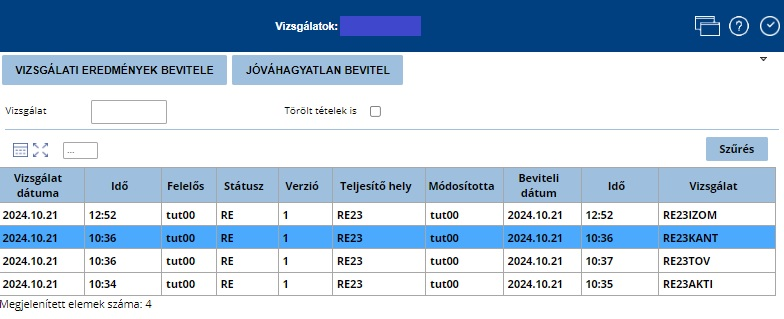 Vizsgálatok:
VIZSGÁLATI EREDMÉNYEK BEVITELE JÓVÁHAGYATLAN BEVITEL
Vizsgálat Törölt tételek is
... Szűrés
Vizsgálat dátuma Idő Felelős Státusz Verzió Teljesítő hely Módosította Beviteli dátum Idő Vizsgálat
2024.10.21 12:52 tut00 RE 1 RE23 tut00 2024.10.21 12:52 RE23IZOM
2024.10.21 10:36 tut00 RE 1 RE23 tut00 2024.10.21 10:36 RE23KANT
2024.10.21 10:36 tut00 RE 1 RE23 tut00 2024.10.21 10:37 RE23TOV
2024.10.21 10:34 tut00 RE 1 RE23 tut00 2024.10.21 10:35 RE23AKTI
Megjelenített elemek száma: 4